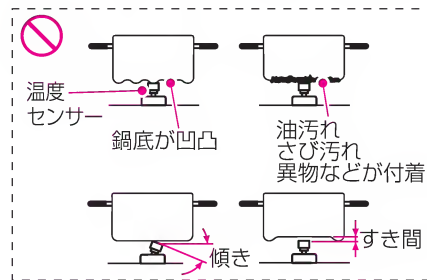 温度
センサー
鍋底が凹凸
油汚れ
さび汚れ
異物などが付着
傾き
すき間